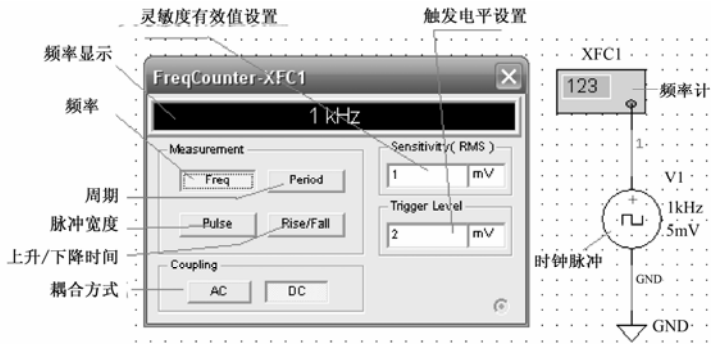 灵敏度有效值设置
触发电平设置
频率显示
XFC1
FreqCounter-XFC1
123
频率计
1 kHz
频率
Measurement
Sensitivity( RMS )
Freq
Period
1
mV
1
V1
周期
Trigger Level
1kHz
脉冲宽度
Pulse
Rise/Fall
2
mV
5mV
上升/下降时间
时钟脉冲
Coupling
耦合方式
AC
DC
GND
GND